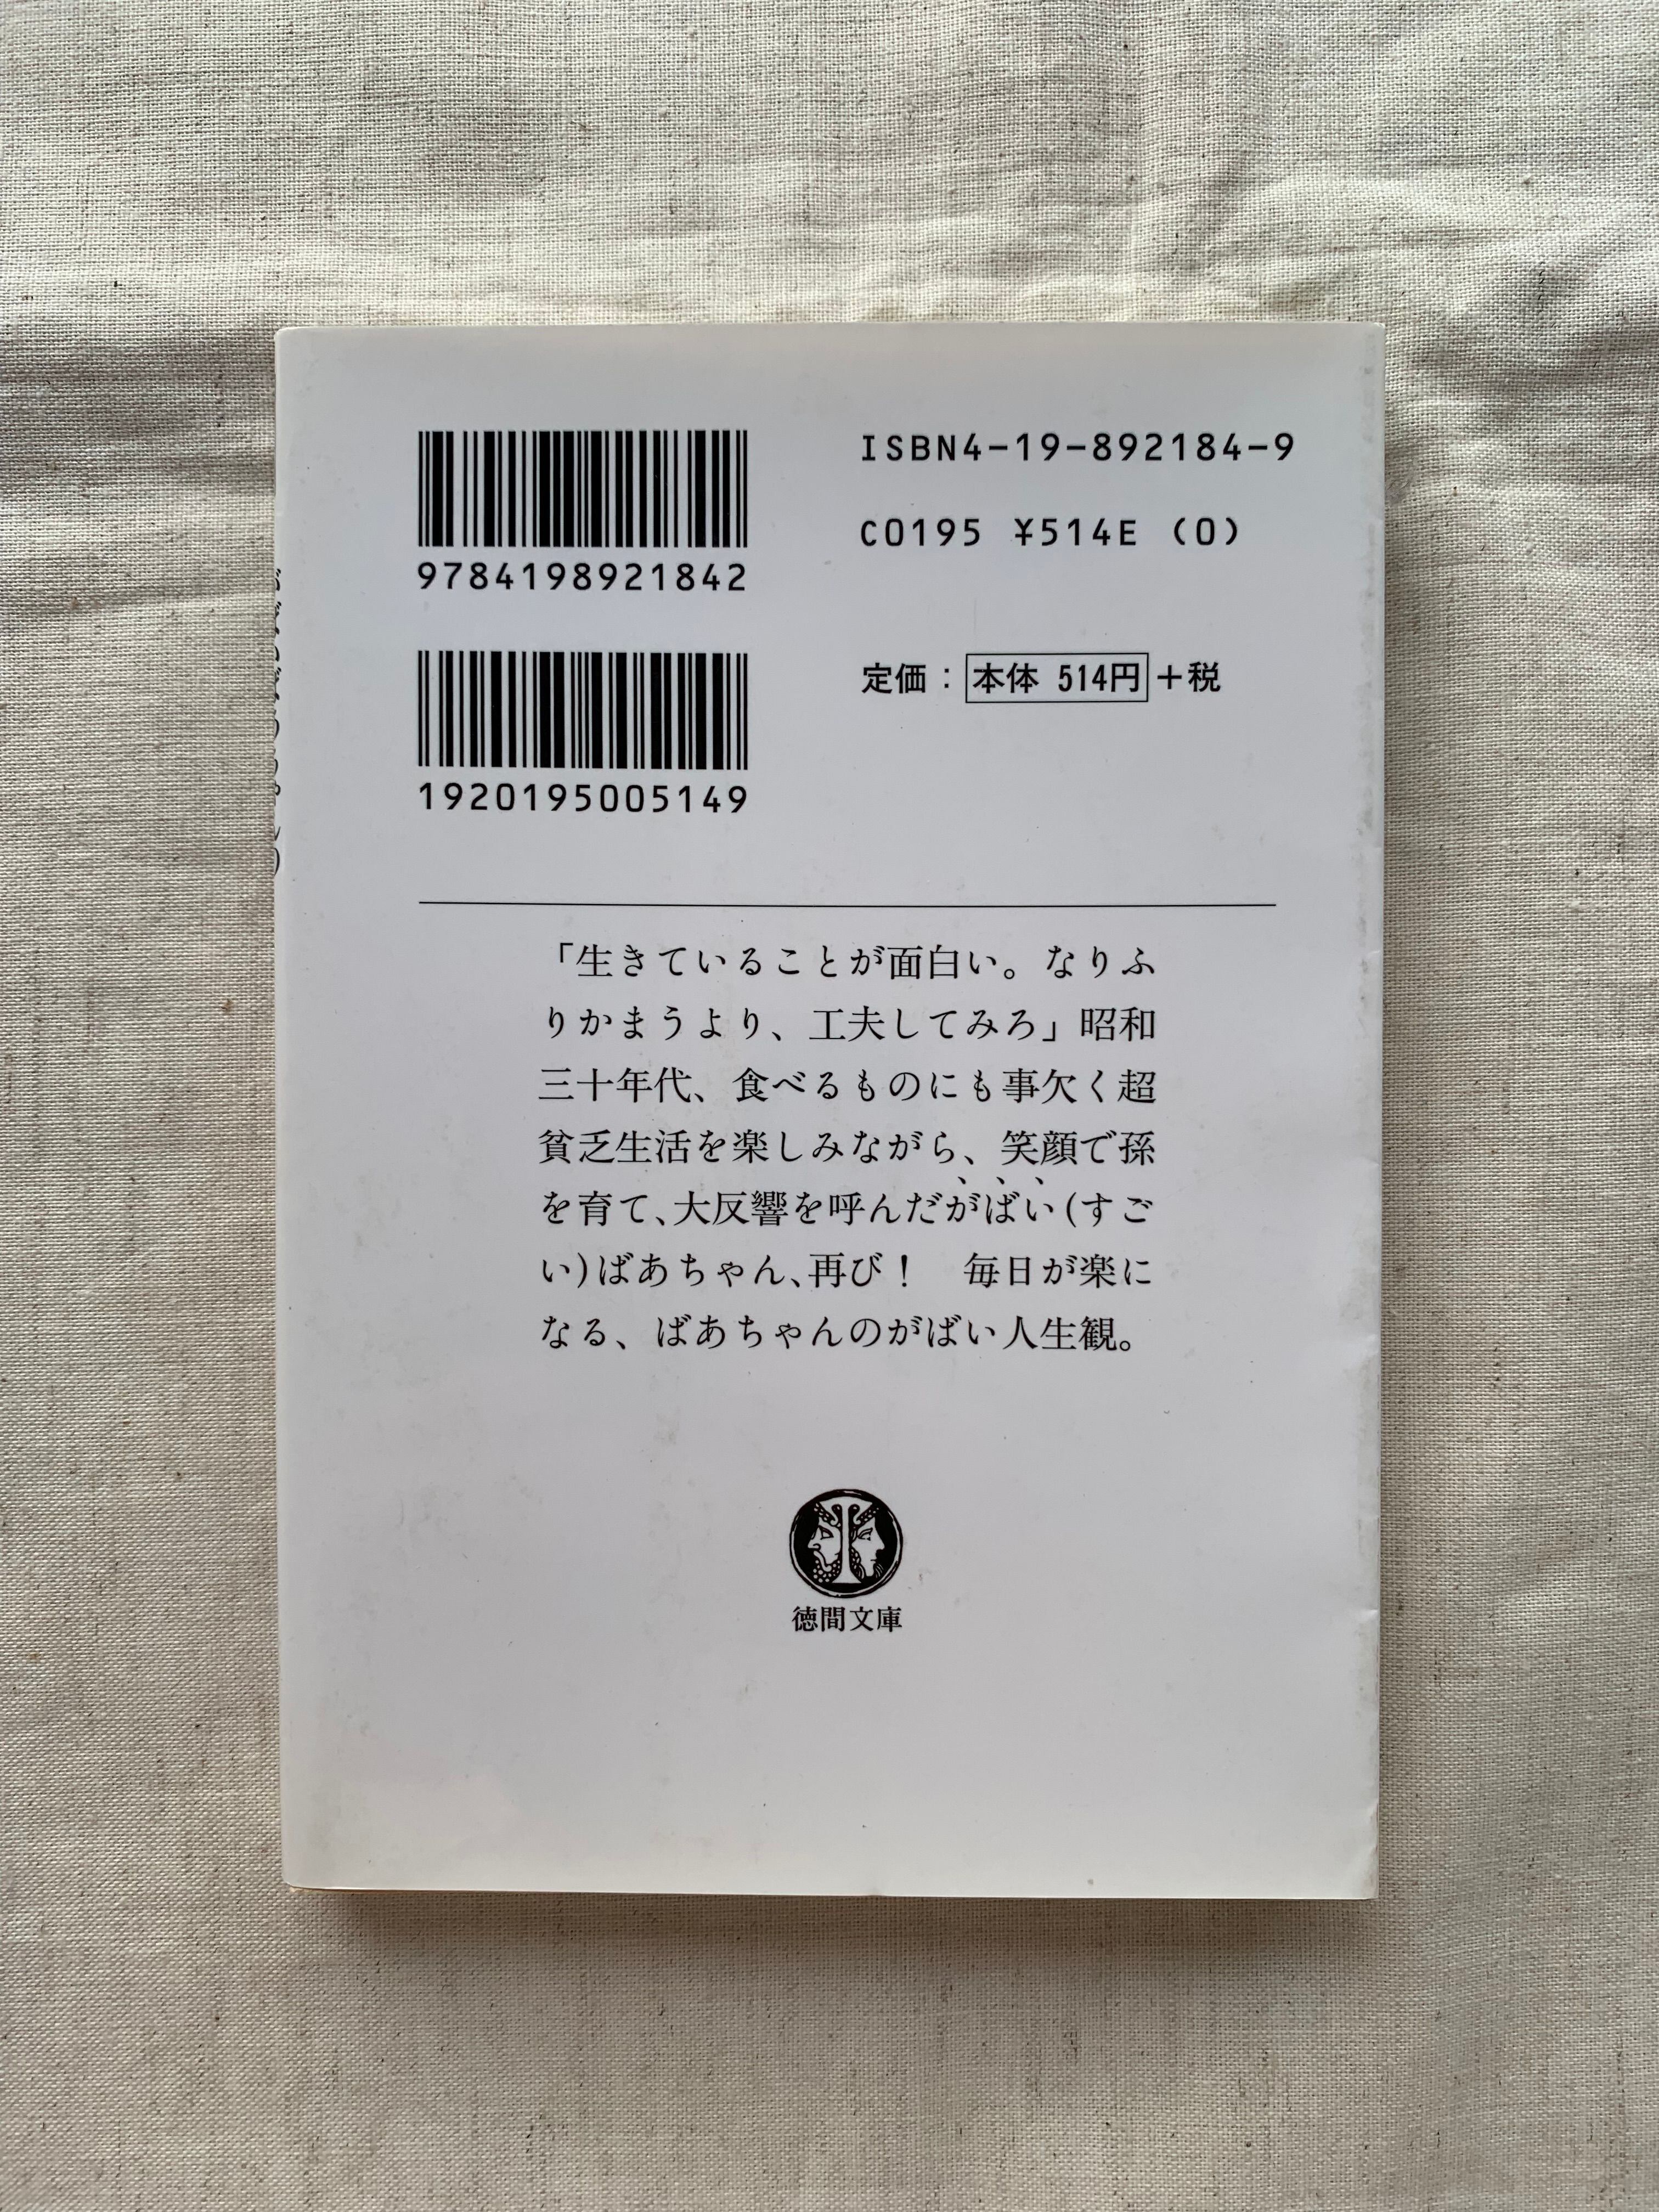 ISBN4-19-892184-9
C0195 ¥514E (0)
9784198921842
定価：本体 514円＋税
1920195005149
「生きていることが面白い。なりふ
りかまうより、工夫してみろ」昭和
三十年代、食べるものにも事欠く超
貧乏生活を楽しみながら、笑顔で孫
を育て、大反響を呼んだがばい(すご
い)ばあちゃん、再び！　毎日が楽に
なる、ばあちゃんのがばい人生観。
徳間文庫